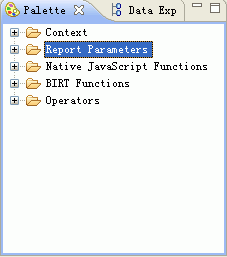 Palette Data Exp
Context
Report Parameters
Native JavaScript Functions
BIRT Functions
Operators